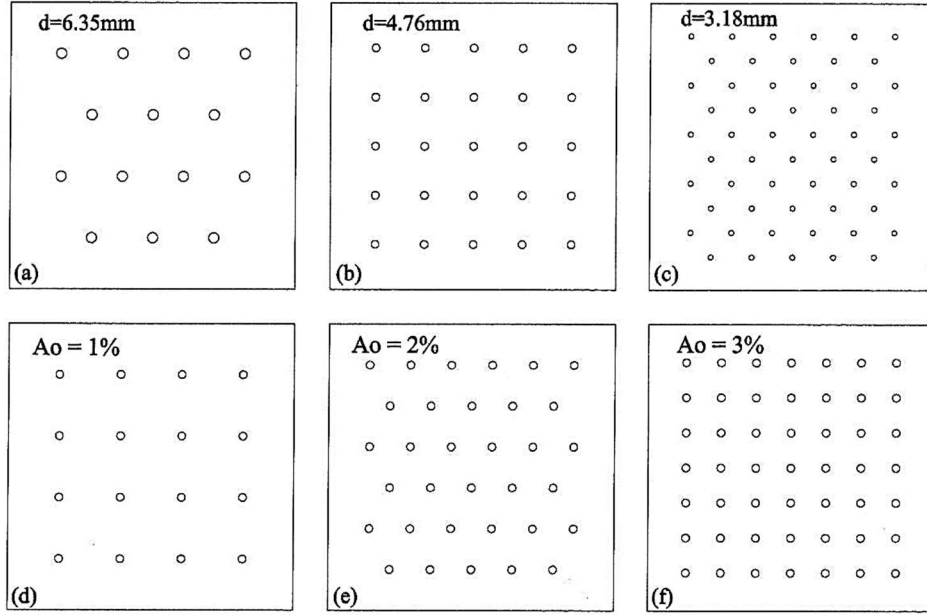 d=6.35mm
(a)
d=4.76mm
(b)
d=3.18mm
(c)
Ao = 1%
(d)
Ao = 2%
(e)
Ao = 3%
(f)